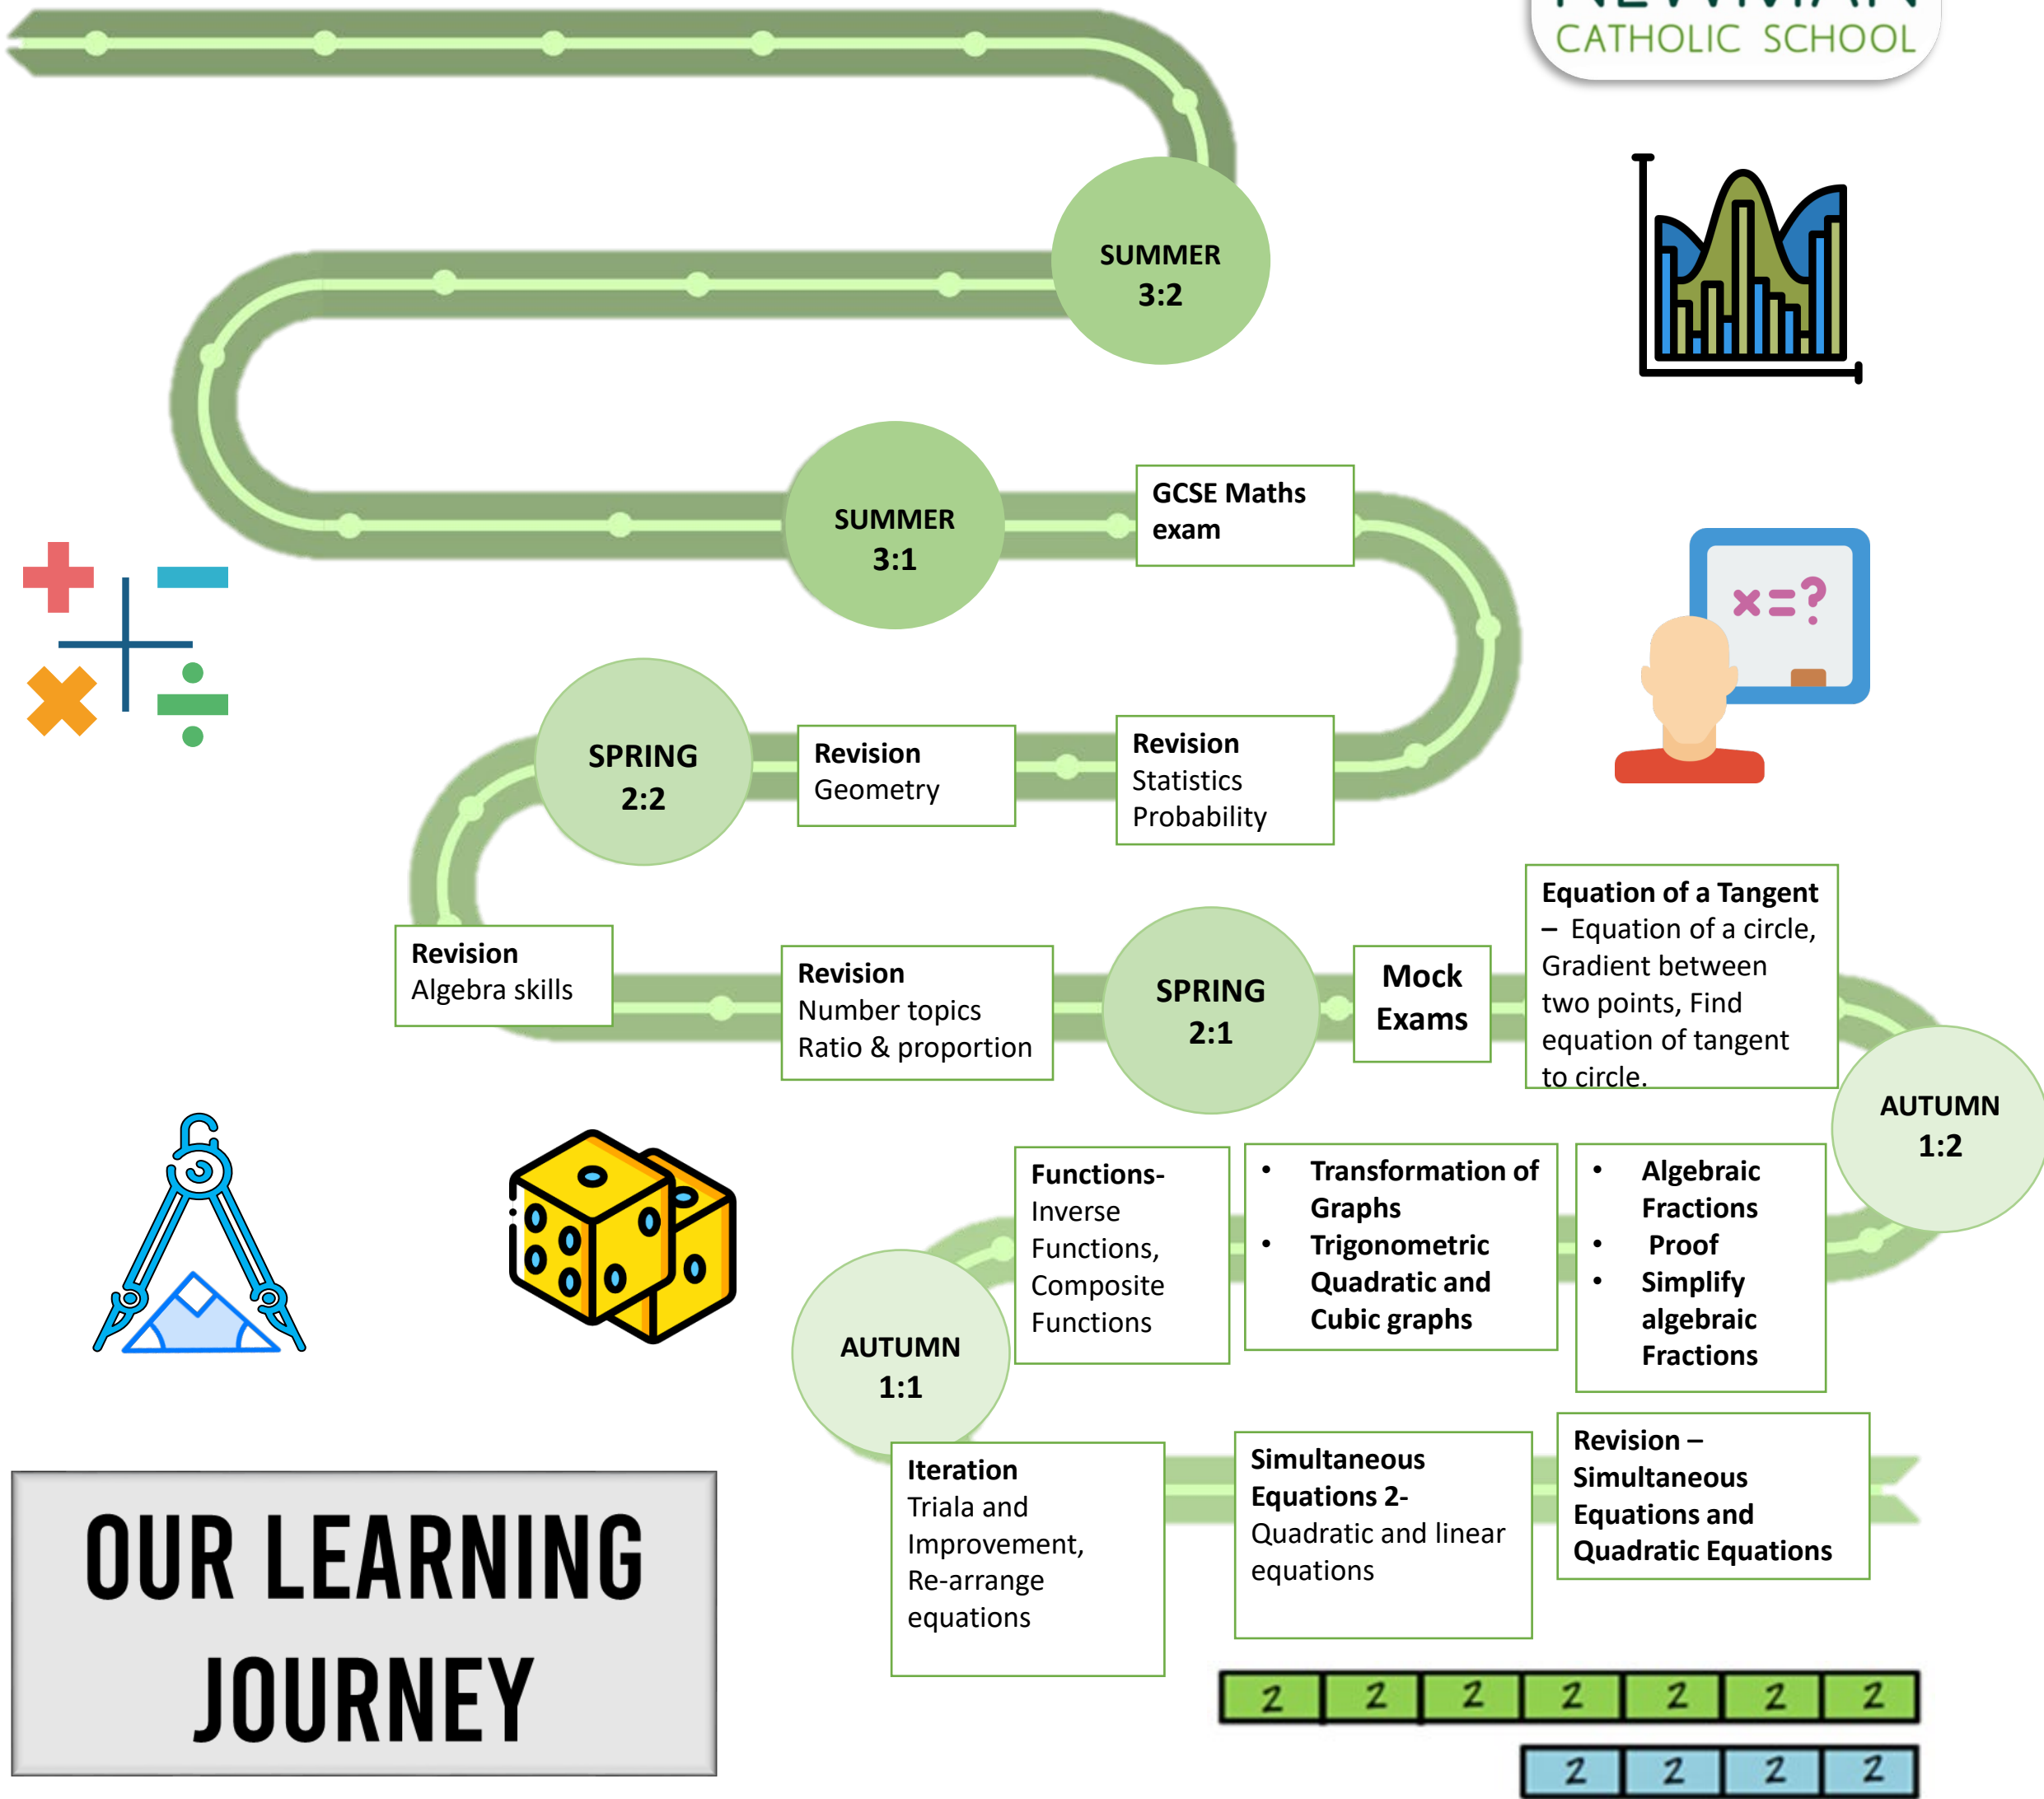 NEWMAN
CATHOLIC SCHOOL
SUMMER
3:2
SUMMER
3:1
GCSE Maths
exam
x=?
SPRING
2:2
Revision
Geometry
Revision
Statistics
Probability
Revision
Algebra skills
Revision
Number topics
Ratio & proportion
SPRING
2:1
Mock
Exams
Equation of a Tangent
– Equation of a circle,
Gradient between
two points, Find
equation of tangent
to circle.
AUTUMN
1:2
Functions-
Inverse
Functions,
Composite
Functions
• Transformation of
Graphs
• Trigonometric
Quadratic and
Cubic graphs
• Algebraic
Fractions
• Proof
• Simplify
algebraic
Fractions
AUTUMN
1:1
Iteration
Triala and
Improvement,
Re-arrange
equations
Simultaneous
Equations 2-
Quadratic and linear
equations
Revision –
Simultaneous
Equations and
Quadratic Equations
OUR LEARNING
JOURNEY
2 2 2 2 2 2 2
2 2 2 2